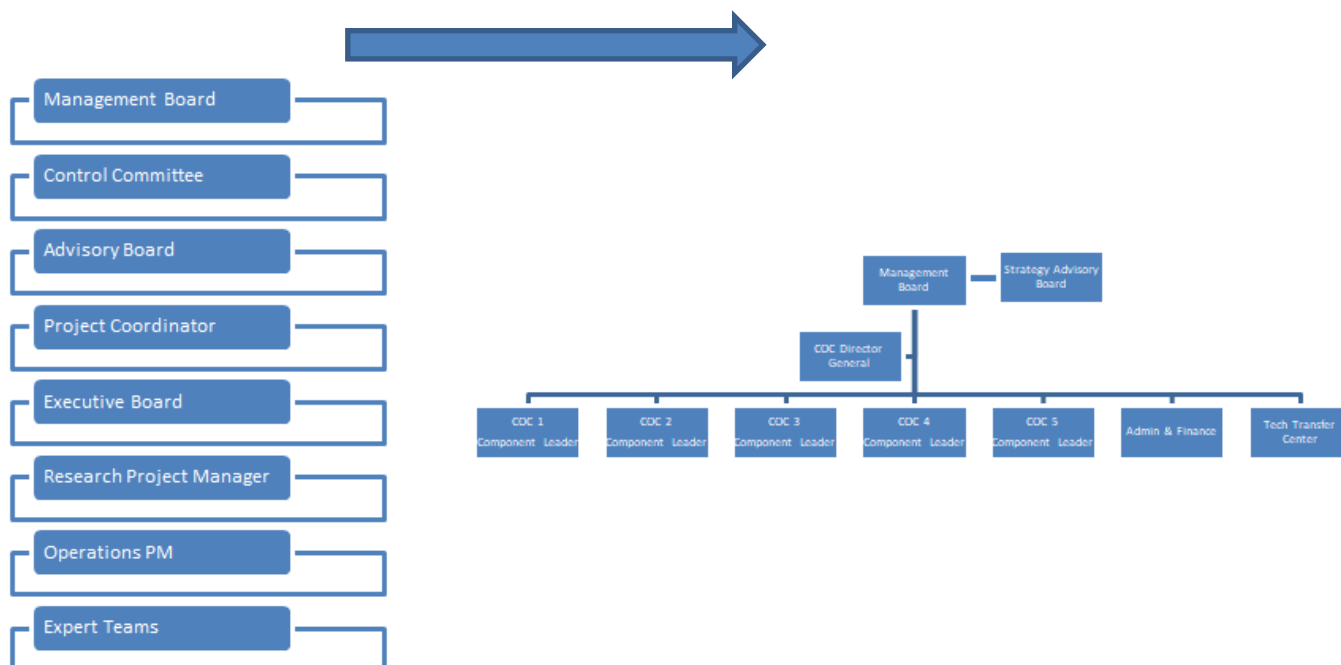 Management Board
Control Committee
Advisory Board
Project Coordinator
Executive Board
Research Project Manager
Operations PM
Expert Teams
Management
Board
Strategy Advisory
Board
COC Director
General
COC 1
Component Leader
COC 2
Component Leader
COC 3
Component Leader
COC 4
Component Leader
COC 5
Component Leader
Admin & Finance
Tech Transfer
Center